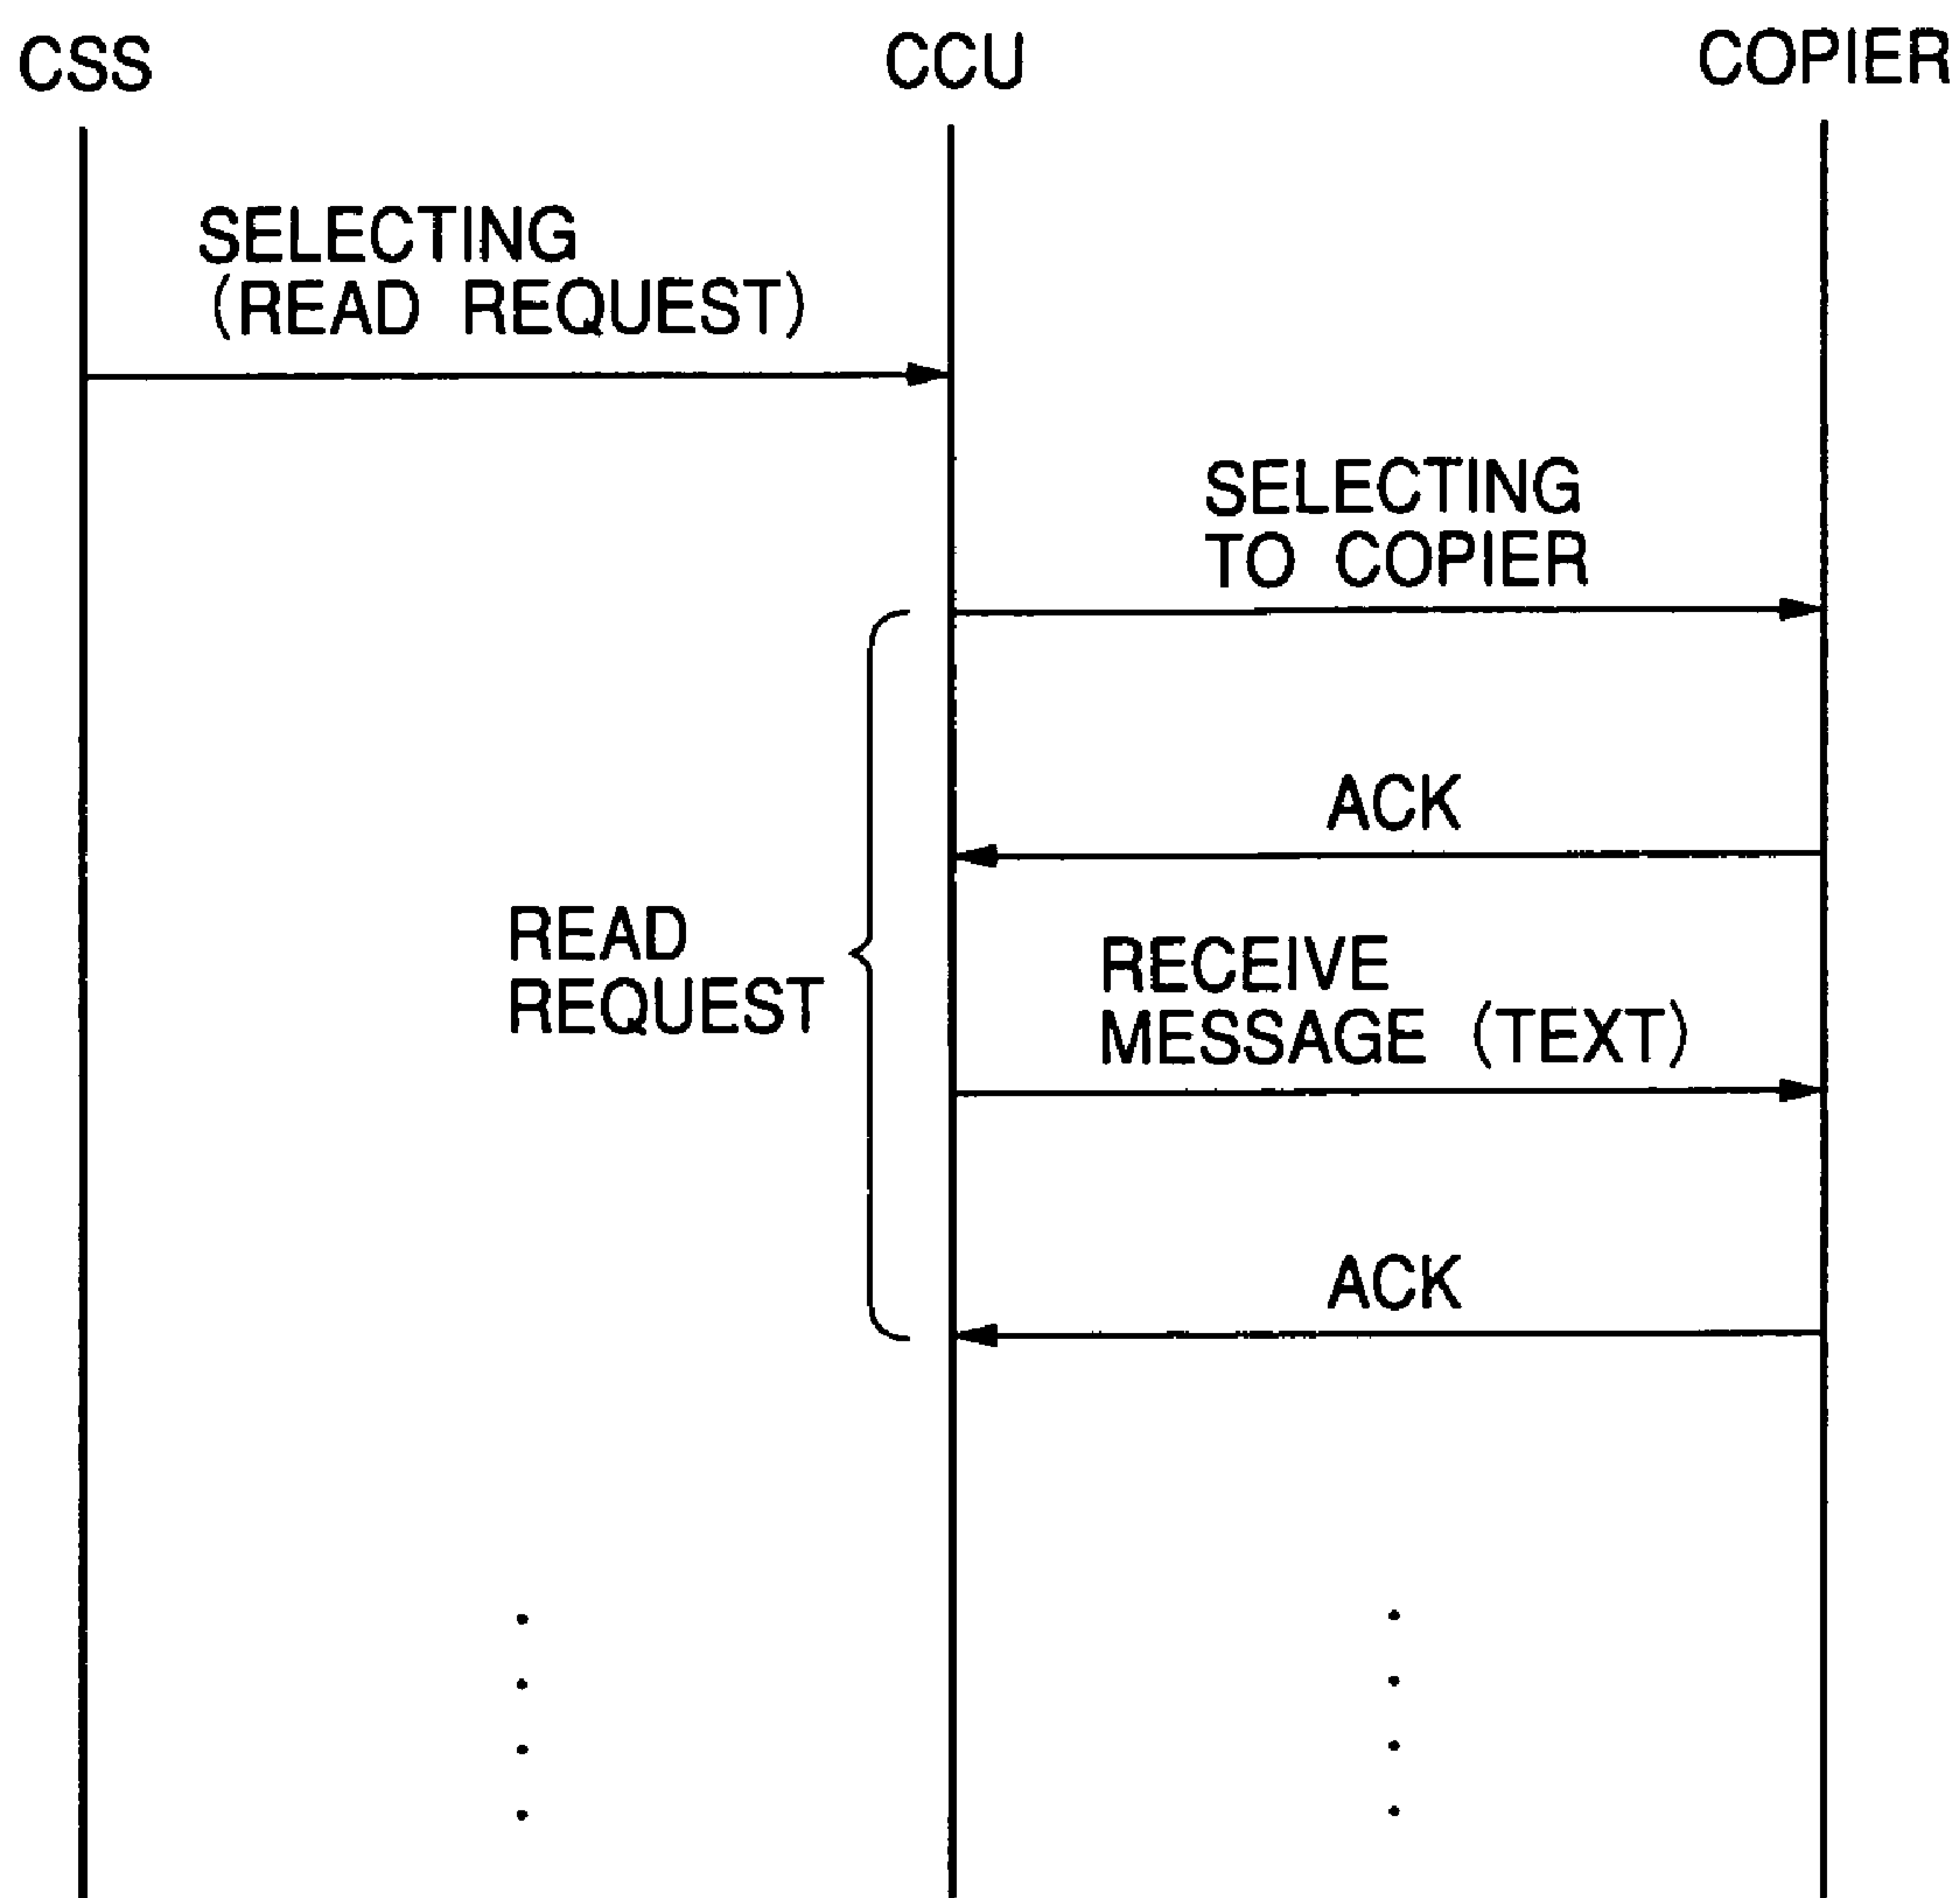 CSS
CCU
COPIER
SELECTING
(READ REQUEST)
SELECTING
TO COPIER
ACK
READ
REQUEST
RECEIVE
MESSAGE (TEXT)
ACK